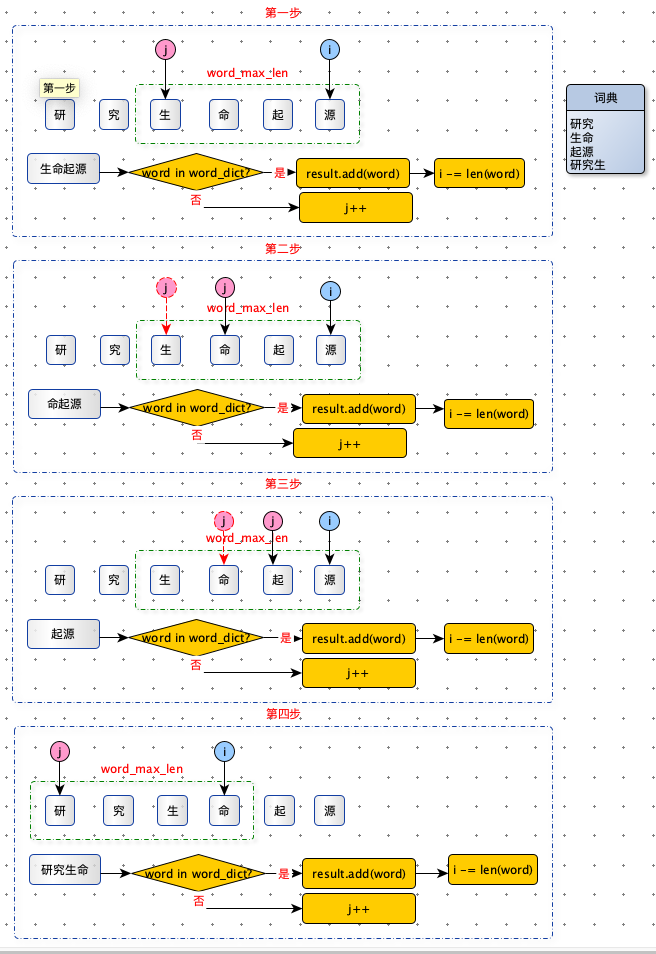 第一步
j
i
word_max_len
第一步
研 究 生 命 起 源
生命起源
word in word_dict?
是
result.add(word)
i -= len(word)
否
j++
词典
研究
生命
起源
研究生
第二步
j
j
i
word_max_len
研 究 生 命 起 源
命起源
word in word_dict?
是
result.add(word)
i -= len(word)
否
j++
第三步
j
j
i
word_max_len
研 究 生 命 起 源
起源
word in word_dict?
是
result.add(word)
i -= len(word)
否
j++
第四步
j
i
word_max_len
研 究 生 命 起 源
研究生命
word in word_dict?
是
result.add(word)
i -= len(word)
否
j++